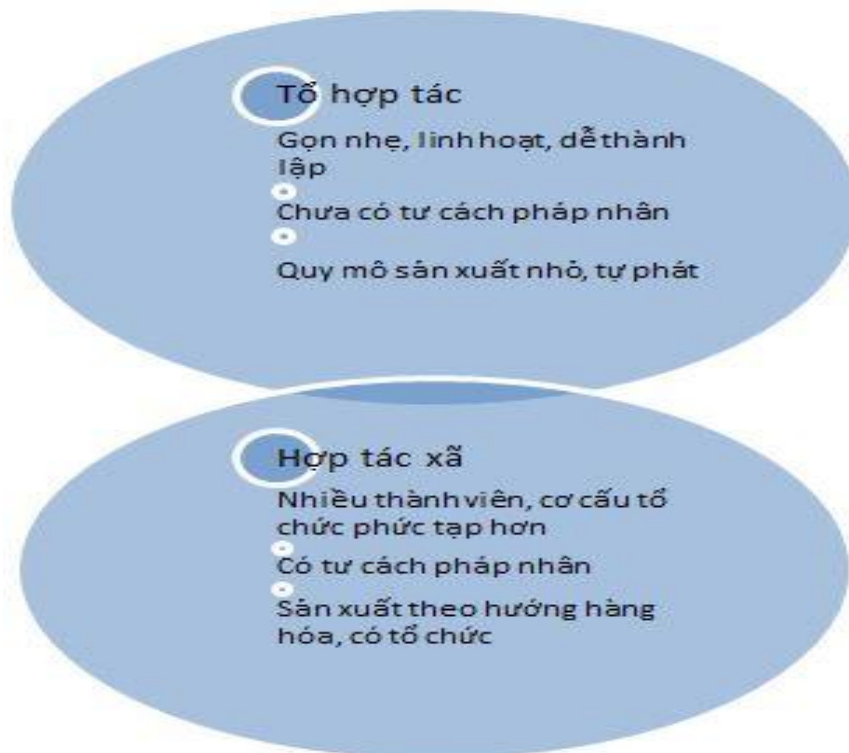 Tổ hợp tác
Gọn nhẹ, linh hoạt, dễ thành
lập
Chưa có tư cách pháp nhân
Quy mô sản xuất nhỏ, tự phát
Hợp tác xã
Nhiều thành viên, cơ cấu tổ
chức phức tạp hơn
Có tư cách pháp nhân
Sản xuất theo hướng hàng
hóa, có tổ chức